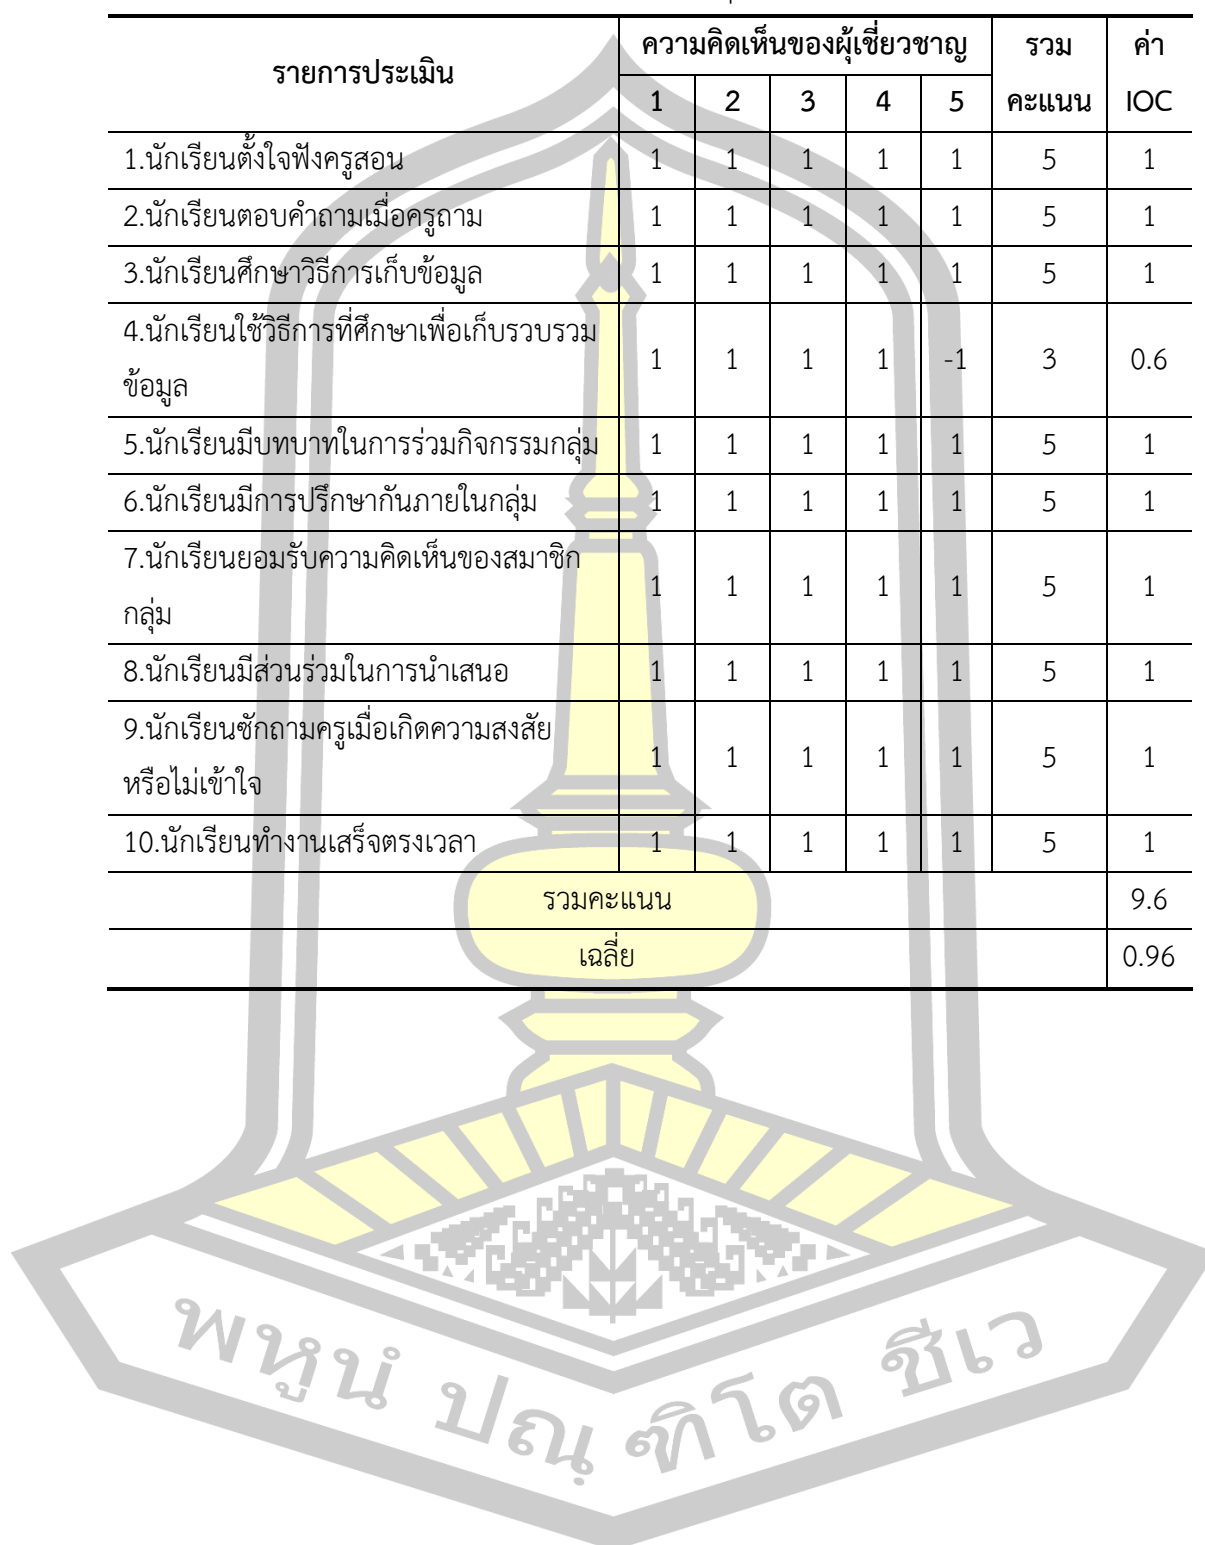 รายการประเมิน ความคิดเห็นของผู้เชี่ยวชาญ รวม ค่า
1 2 3 4 5 คะแนน IOC
1.นักเรียนตั้งใจฟังครูสอน 1 1 1 1 1 5 1
2.นักเรียนตอบคำถามเมื่อครูถาม 1 1 1 1 1 5 1
3.นักเรียนศึกษาวิธีการเก็บข้อมูล 1 1 1 1 1 5 1
4.นักเรียนใช้วิธีการที่ศึกษาเพื่อเก็บรวบรวม
ข้อมูล 1 1 1 1 -1 3 0.6
5.นักเรียนมีบทบาทในการร่วมกิจกรรมกลุ่ม 1 1 1 1 1 5 1
6.นักเรียนมีการปรึกษากันภายในกลุ่ม 1 1 1 1 1 5 1
7.นักเรียนยอมรับความคิดเห็นของสมาชิก
กลุ่ม 1 1 1 1 1 5 1
8.นักเรียนมีส่วนร่วมในการนำเสนอ 1 1 1 1 1 5 1
9.นักเรียนซักถามครูเมื่อเกิดความสงสัย
หรือไม่เข้าใจ 1 1 1 1 1 5 1
10.นักเรียนทำงานเสร็จตรงเวลา 1 1 1 1 1 5 1
รวมคะแนน 9.6
เฉลี่ย 0.96
พหูนํ ปณฺฑิโต ชีเว